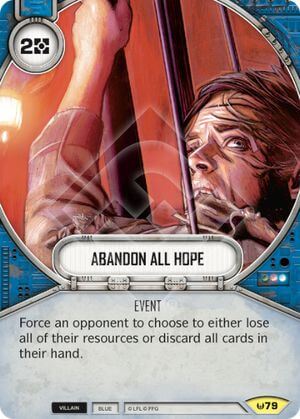 2
ABANDON ALL HOPE
EVENT
Force an opponent to choose to either lose
all of their resources or discard all cards in
their hand.
VILLAIN BLUE © LFL © FFG 79